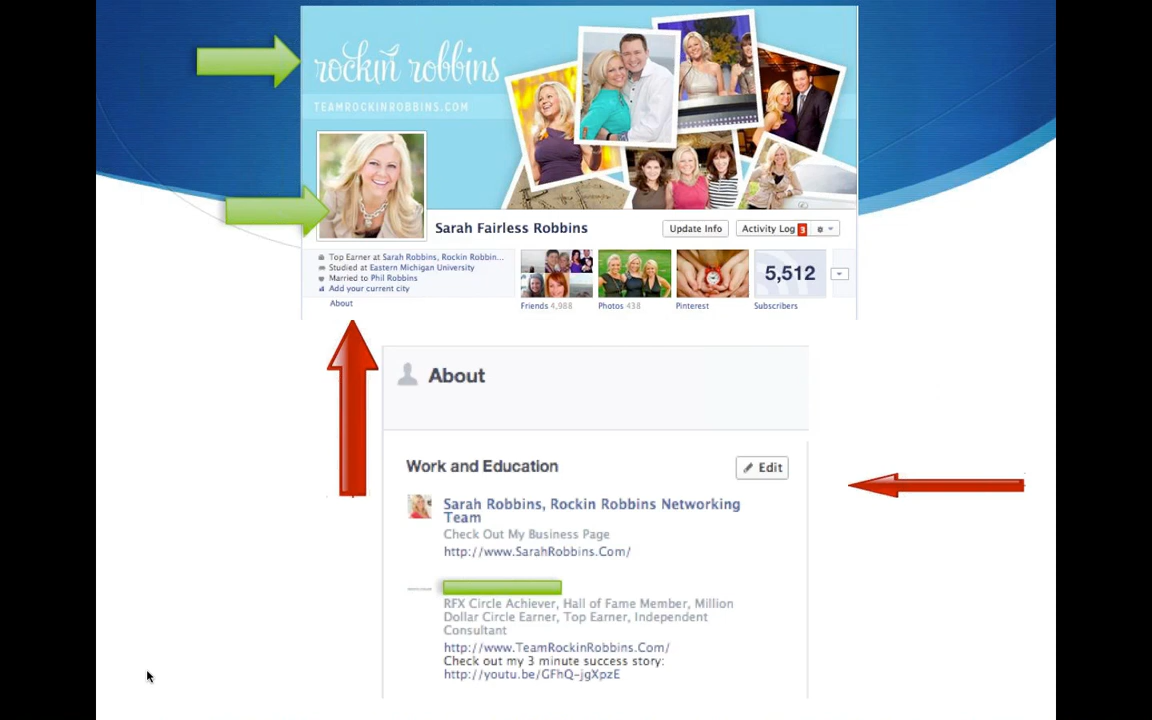 rockin robbins
TEAMROCKINROBBINS.COM
Sarah Fairless Robbins
Update Info
Activity Log 3
Top Earner at Sarah Robbins, Rockin Robbin...
Studied at Eastern Michigan University
Married to Phil Robbins
Add your current city
About
5,512
Friends 4,988
Photos 438
Pinterest
Subscribers
About
Work and Education
Edit
Sarah Robbins, Rockin Robbins Networking
Team
Check Out My Business Page
http://www.SarahRobbins.Com/
RFX Circle Achiever, Hall of Fame Member, Million
Dollar Circle Earner, Top Earner, Independent
Consultant
http://www.TeamRockinRobbins.Com/
Check out my 3 minute success story:
http://youtu.be/GFhQ-jgXpzE